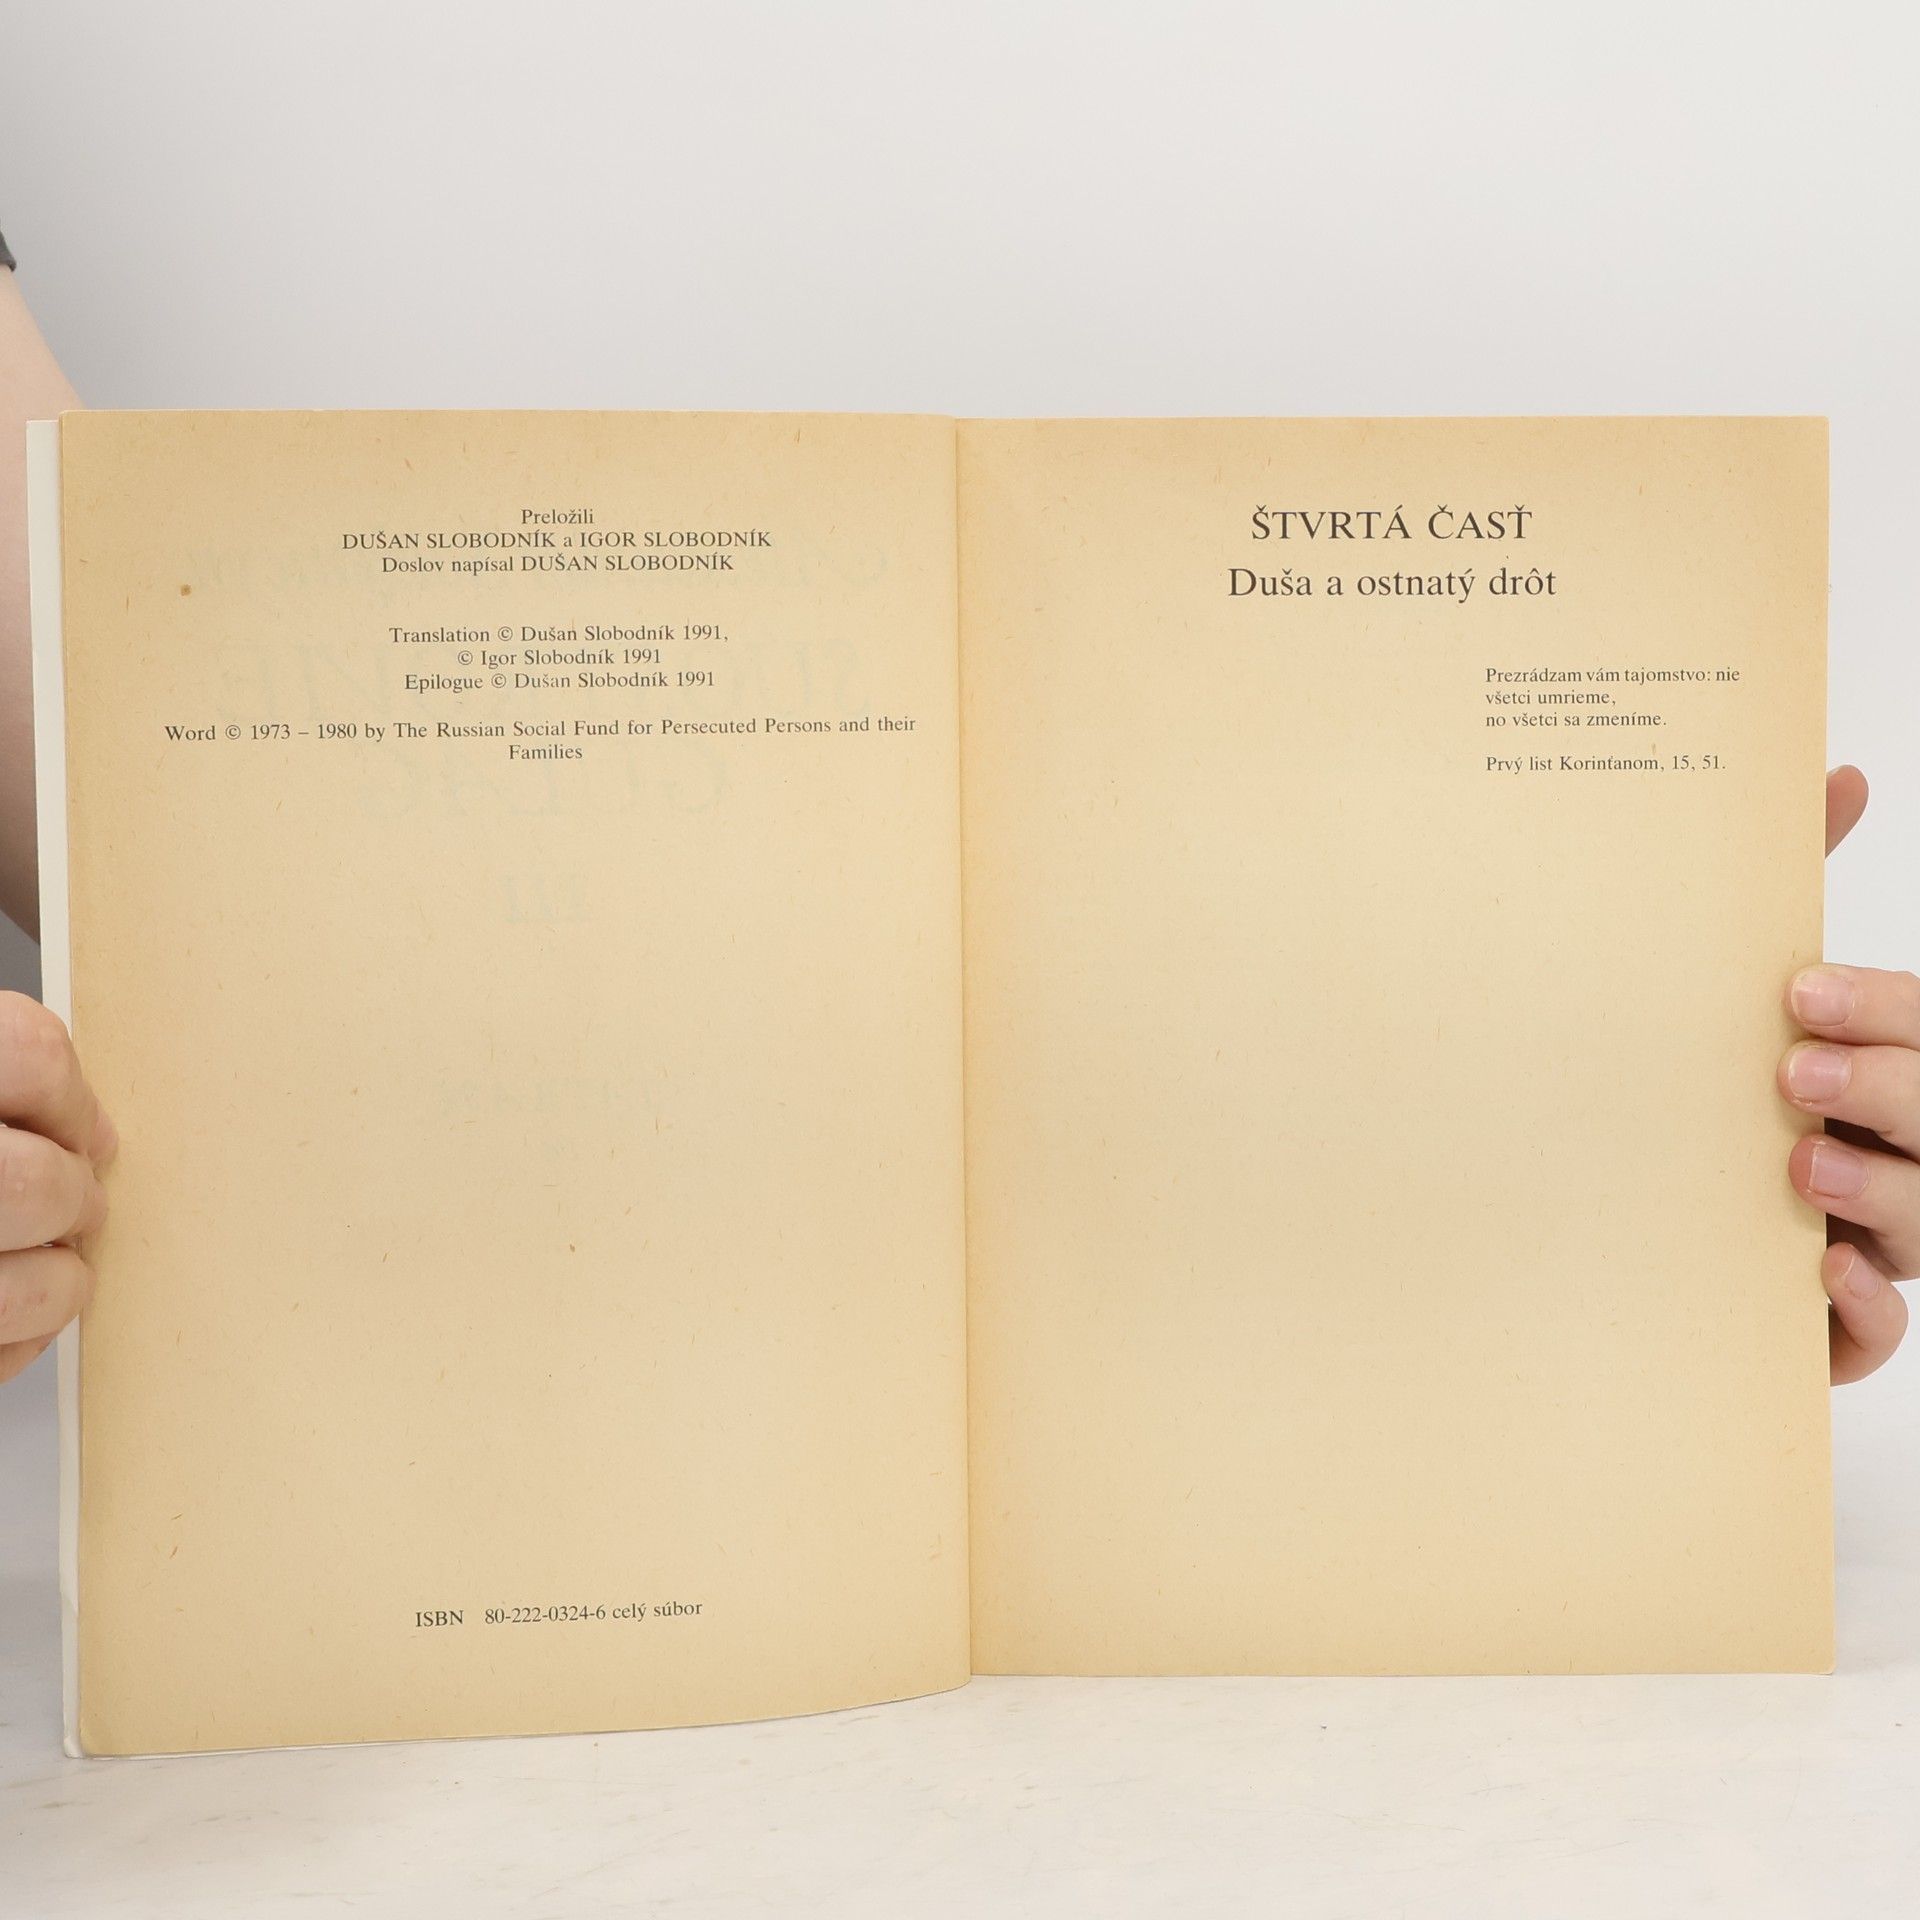 Preložili
DUŠAN SLOBODNÍK a IGOR SLOBODNÍK
Doslov napísal DUŠAN SLOBODNÍK
Translation © Dušan Slobodník 1991,
© Igor Slobodník 1991
Epilogue © Dušan Slobodník 1991
Word © 1973 – 1980 by The Russian Social Fund for Persecuted Persons and their
Families
ISBN 80-222-0324-6 celý súbor
ŠTVRTÁ ČASŤ
Duša a ostnatý drôt
Prezrádzam vám tajomstvo: nie
všetci umrieme,
no všetci sa zmeníme.
Prvý list Korinťanom, 15, 51.